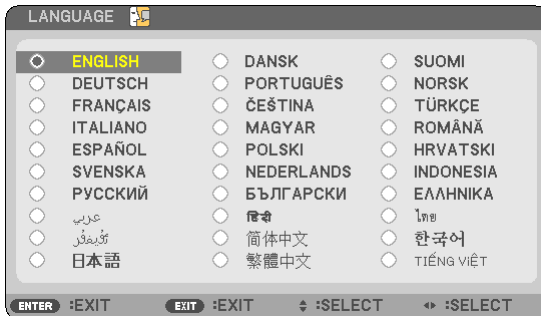 LANGUAGE
ENGLISH DANSK SUOMI
DEUTSCH PORTUGUÊS NORSK
FRANÇAIS ČEŠTINA TÜRKÇE
ITALIANO MAGYAR ROMÂNĂ
ESPAÑOL POLSKI HRVATSKI
SVENSKA NEDERLANDS INDONESIA
РУССКИЙ БЪЛГАРСКИ ΕΛΛΗΝΙΚΑ
عربي हिंदी ไทย
简体中文 한국어
日本語 繁體中文 TIẾNG VIỆT
ENTER :EXIT EXIT :EXIT :SELECT :SELECT